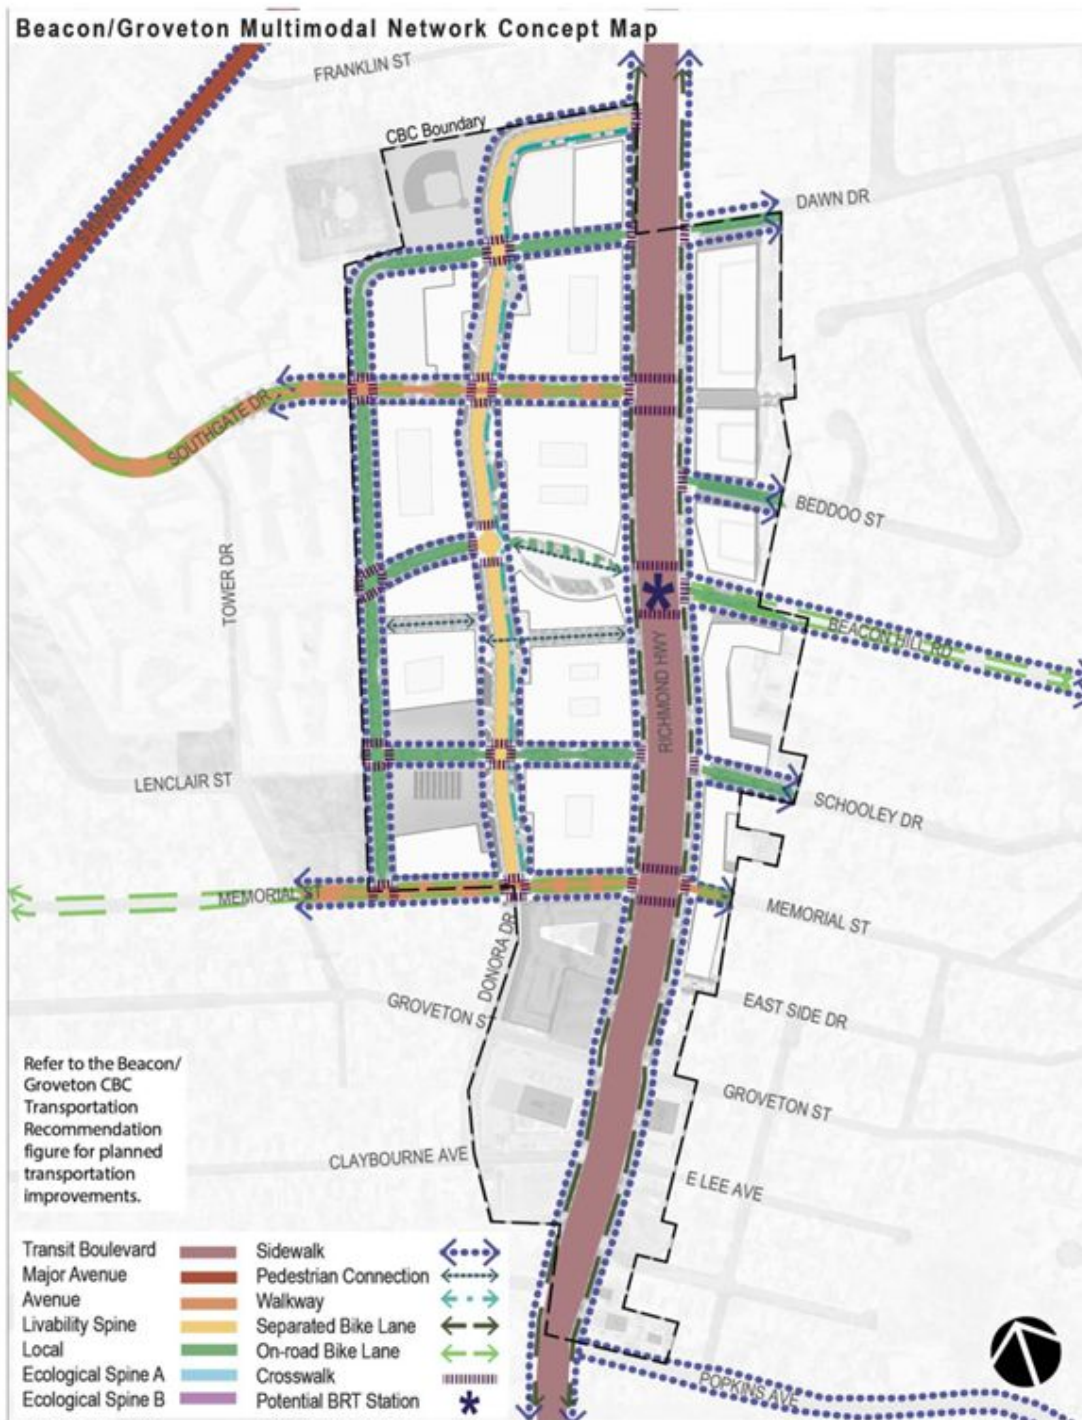 Beacon/Groveton Multimodal Network Concept Map
FRANKLIN ST
CBC Boundary
DAWN DR
SOUTHGATE DR
BEDDOO ST
TOWER DR
BEACON HILL RD
RICHMOND HWY
LENCLAIR ST
SCHOOLEY DR
MEMORIAL ST
MEMORIAL ST
DONORA DR
GROVETON ST
EAST SIDE DR
Refer to the Beacon/
Groveton CBC
Transportation
Recommendation
figure for planned
transportation
improvements.
GROVETON ST
CLAYBOURNE AVE
E LEE AVE
POPKINS AVE
Transit Boulevard
Major Avenue
Avenue
Livability Spine
Local
Ecological Spine A
Ecological Spine B
Sidewalk
Pedestrian Connection
Walkway
Separated Bike Lane
On-road Bike Lane
Crosswalk
Potential BRT Station